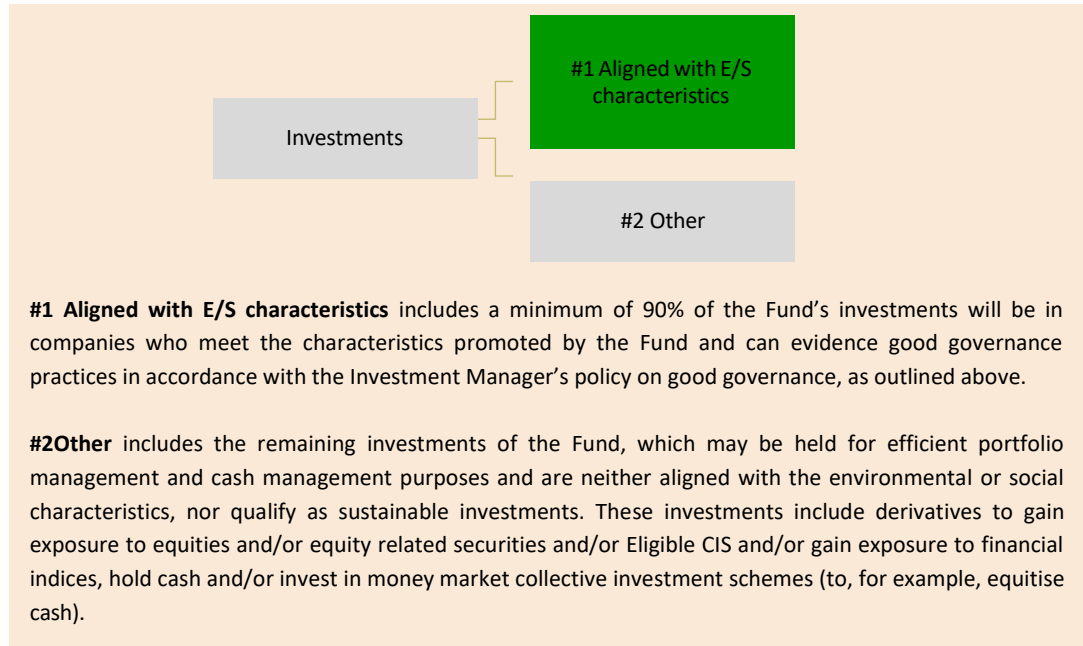 #1 Aligned with E/S
characteristics
Investments
#2 Other
#1 Aligned with E/S characteristics includes a minimum of 90% of the Fund’s investments will be in
companies who meet the characteristics promoted by the Fund and can evidence good governance
practices in accordance with the Investment Manager’s policy on good governance, as outlined above.
#2Other includes the remaining investments of the Fund, which may be held for efficient portfolio
management and cash management purposes and are neither aligned with the environmental or social
characteristics, nor qualify as sustainable investments. These investments include derivatives to gain
exposure to equities and/or equity related securities and/or Eligible CIS and/or gain exposure to financial
indices, hold cash and/or invest in money market collective investment schemes (to, for example, equitise
cash).